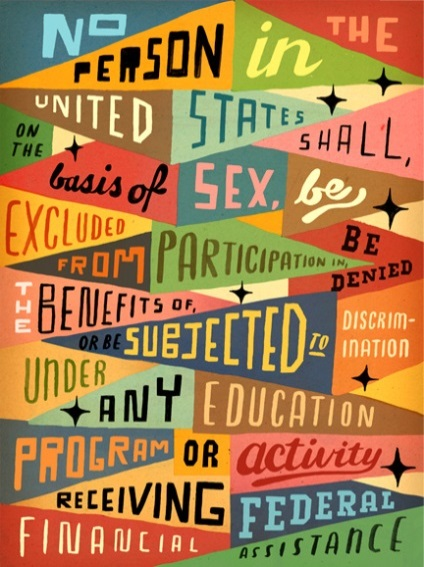 NO
PERSON in THE
UNITED STATES
ON THE SHALL,
basis of SEX, be
EXCLUDED
FROM PARTICIPATION IN, BE
DENIED
THE BENEFITS OF,
OR BE SUBJECTED TO DISCRIM-
INATION
UNDER
ANY EDUCATION
PROGRAM OR activity
RECEIVING FEDERAL
FINANCIAL ASSISTANCE